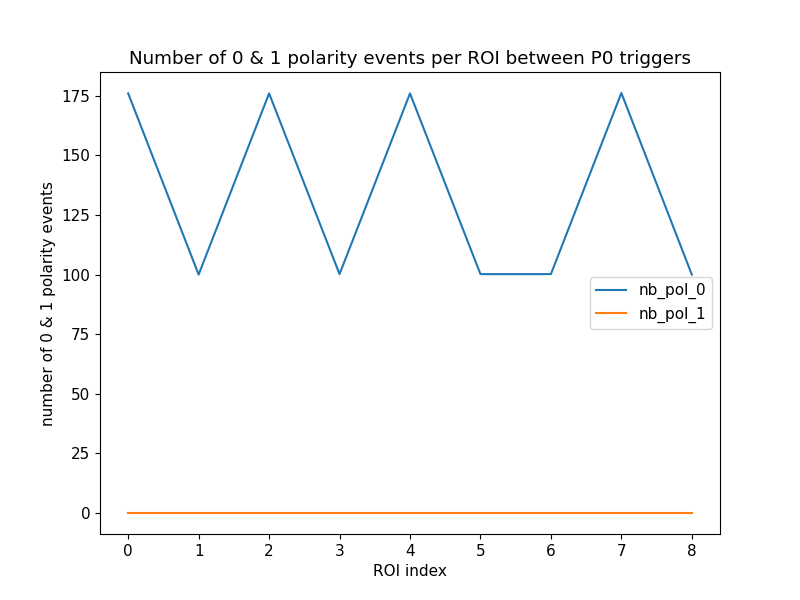 Number of 0 & 1 polarity events per ROI between P0 triggers
175
150
125
100
75
50
25
0
number of 0 & 1 polarity events
nb_pol_0
nb_pol_1
0 1 2 3 4 5 6 7 8
ROI index